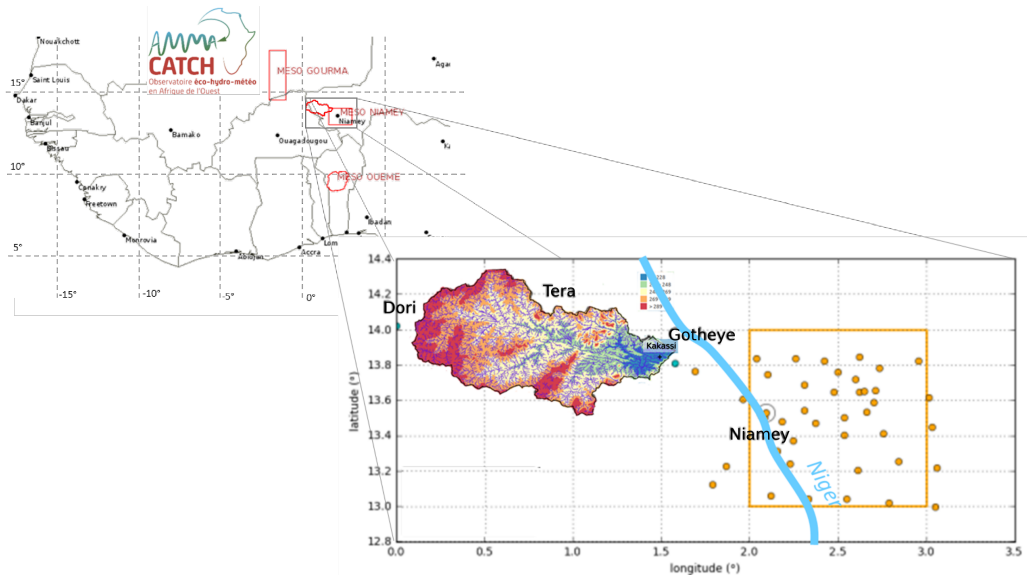 Nouakchott
AMMA
CATCH
Observatoire éco-hydro-météo
en Afrique de l'Ouest
MESO GOURMA
Saint Louis
15°
Dakar
Banjul
Bissau
Bamako
MESO NIAMEY
Niamey
Ouagadougou
10°
MESO OUEME
Conakry
Freetown
Ibadan
Monrovia
Lom
5°
Abidjan
Accra
-15°
-10°
-5°
0°
14.4
14.2
14.0
13.8
13.6
13.4
13.2
13.0
12.8
latitude (°)
Dori
Tera
Gotheye
Kakassi
Niamey
Niger
0.0
0.5
1.0
1.5
2.0
2.5
3.0
3.5
longitude (°)